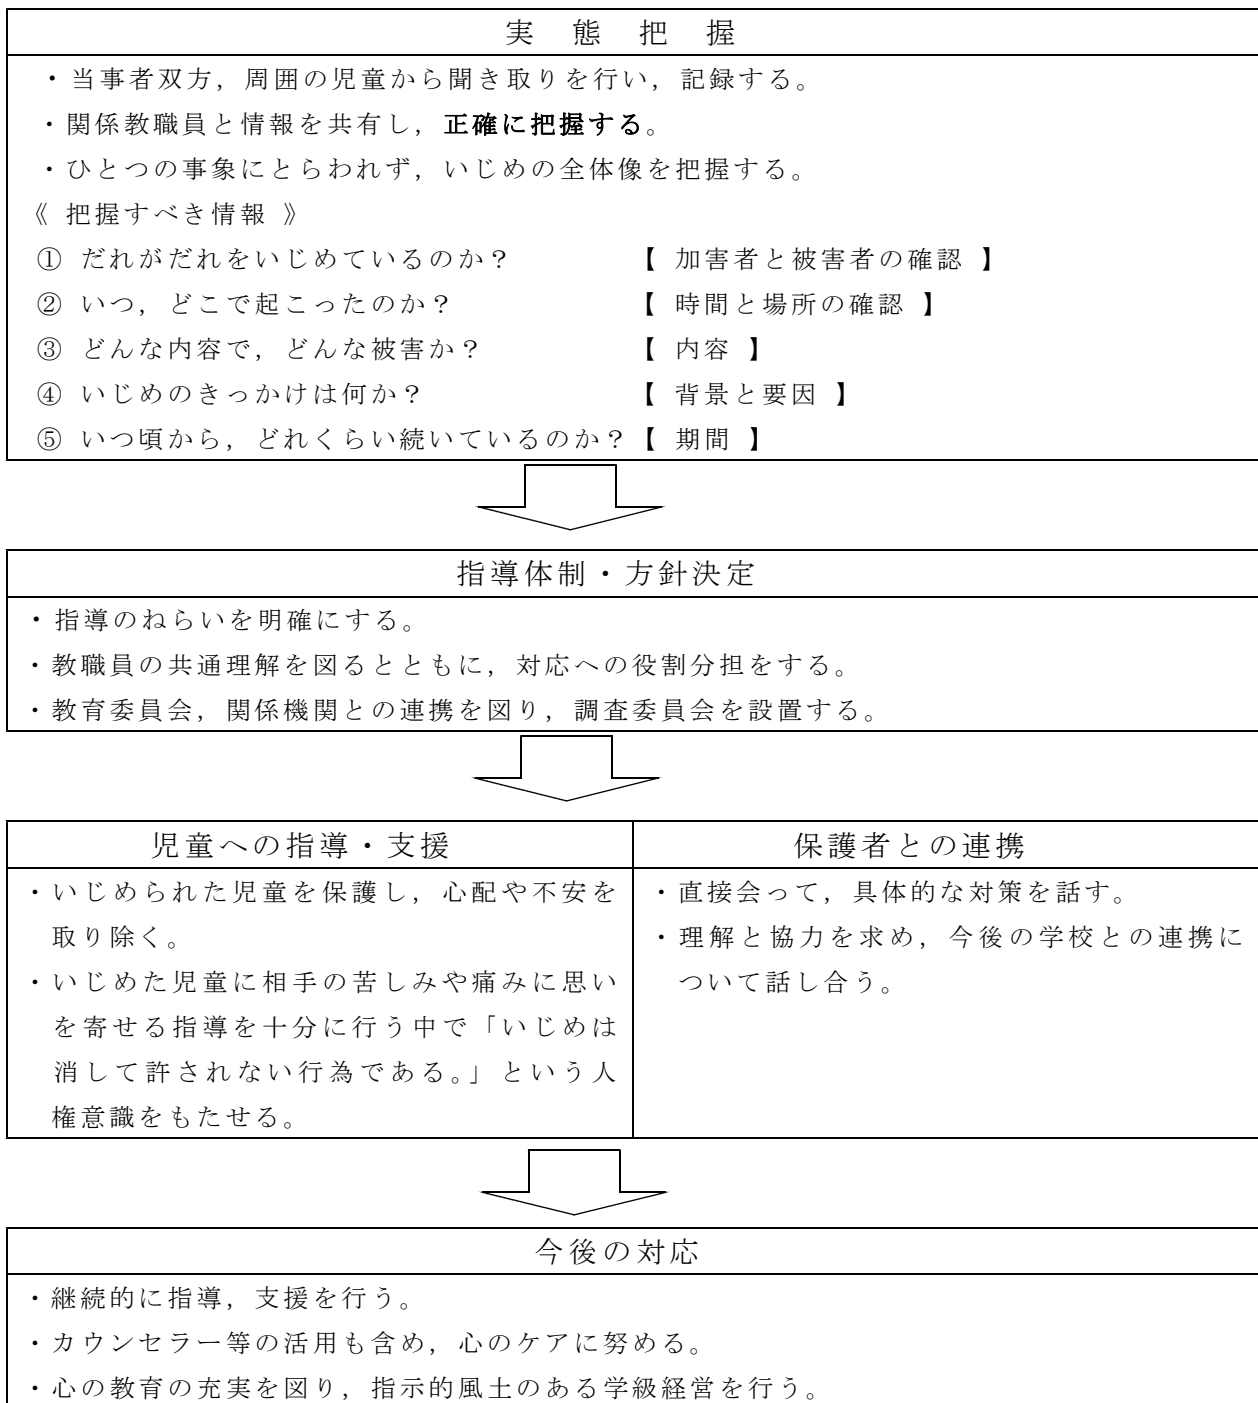 実　態　把　握
・当事者双方，周囲の児童から聞き取りを行い，記録する。
・関係教職員と情報を共有し，正確に把握する。
・ひとつの事象にとらわれず，いじめの全体像を把握する。
《 把握すべき情報 》
① だれがだれをいじめているのか？　【 加害者と被害者の確認 】
② いつ，どこで起こったのか？　【 時間と場所の確認 】
③ どんな内容で，どんな被害か？　【 内容 】
④ いじめのきっかけは何か？　【 背景と要因 】
⑤ いつ頃から，どれくらい続いているのか？【 期間 】
指導体制・方針決定
・指導のねらいを明確にする。
・教職員の共通理解を図るとともに，対応への役割分担をする。
・教育委員会，関係機関との連携を図り，調査委員会を設置する。
児童への指導・支援
・いじめられた児童を保護し，心配や不安を
取り除く。
・いじめた児童に相手の苦しみや痛みに思い
を寄せる指導を十分に行う中で「いじめは
消して許されない行為である。」という人
権意識をもたせる。
保護者との連携
・直接会って，具体的な対策を話す。
・理解と協力を求め，今後の学校との連携に
ついて話し合う。
今後の対応
・継続的に指導，支援を行う。
・カウンセラー等の活用も含め，心のケアに努める。
・心の教育の充実を図り，指示的風土のある学級経営を行う。